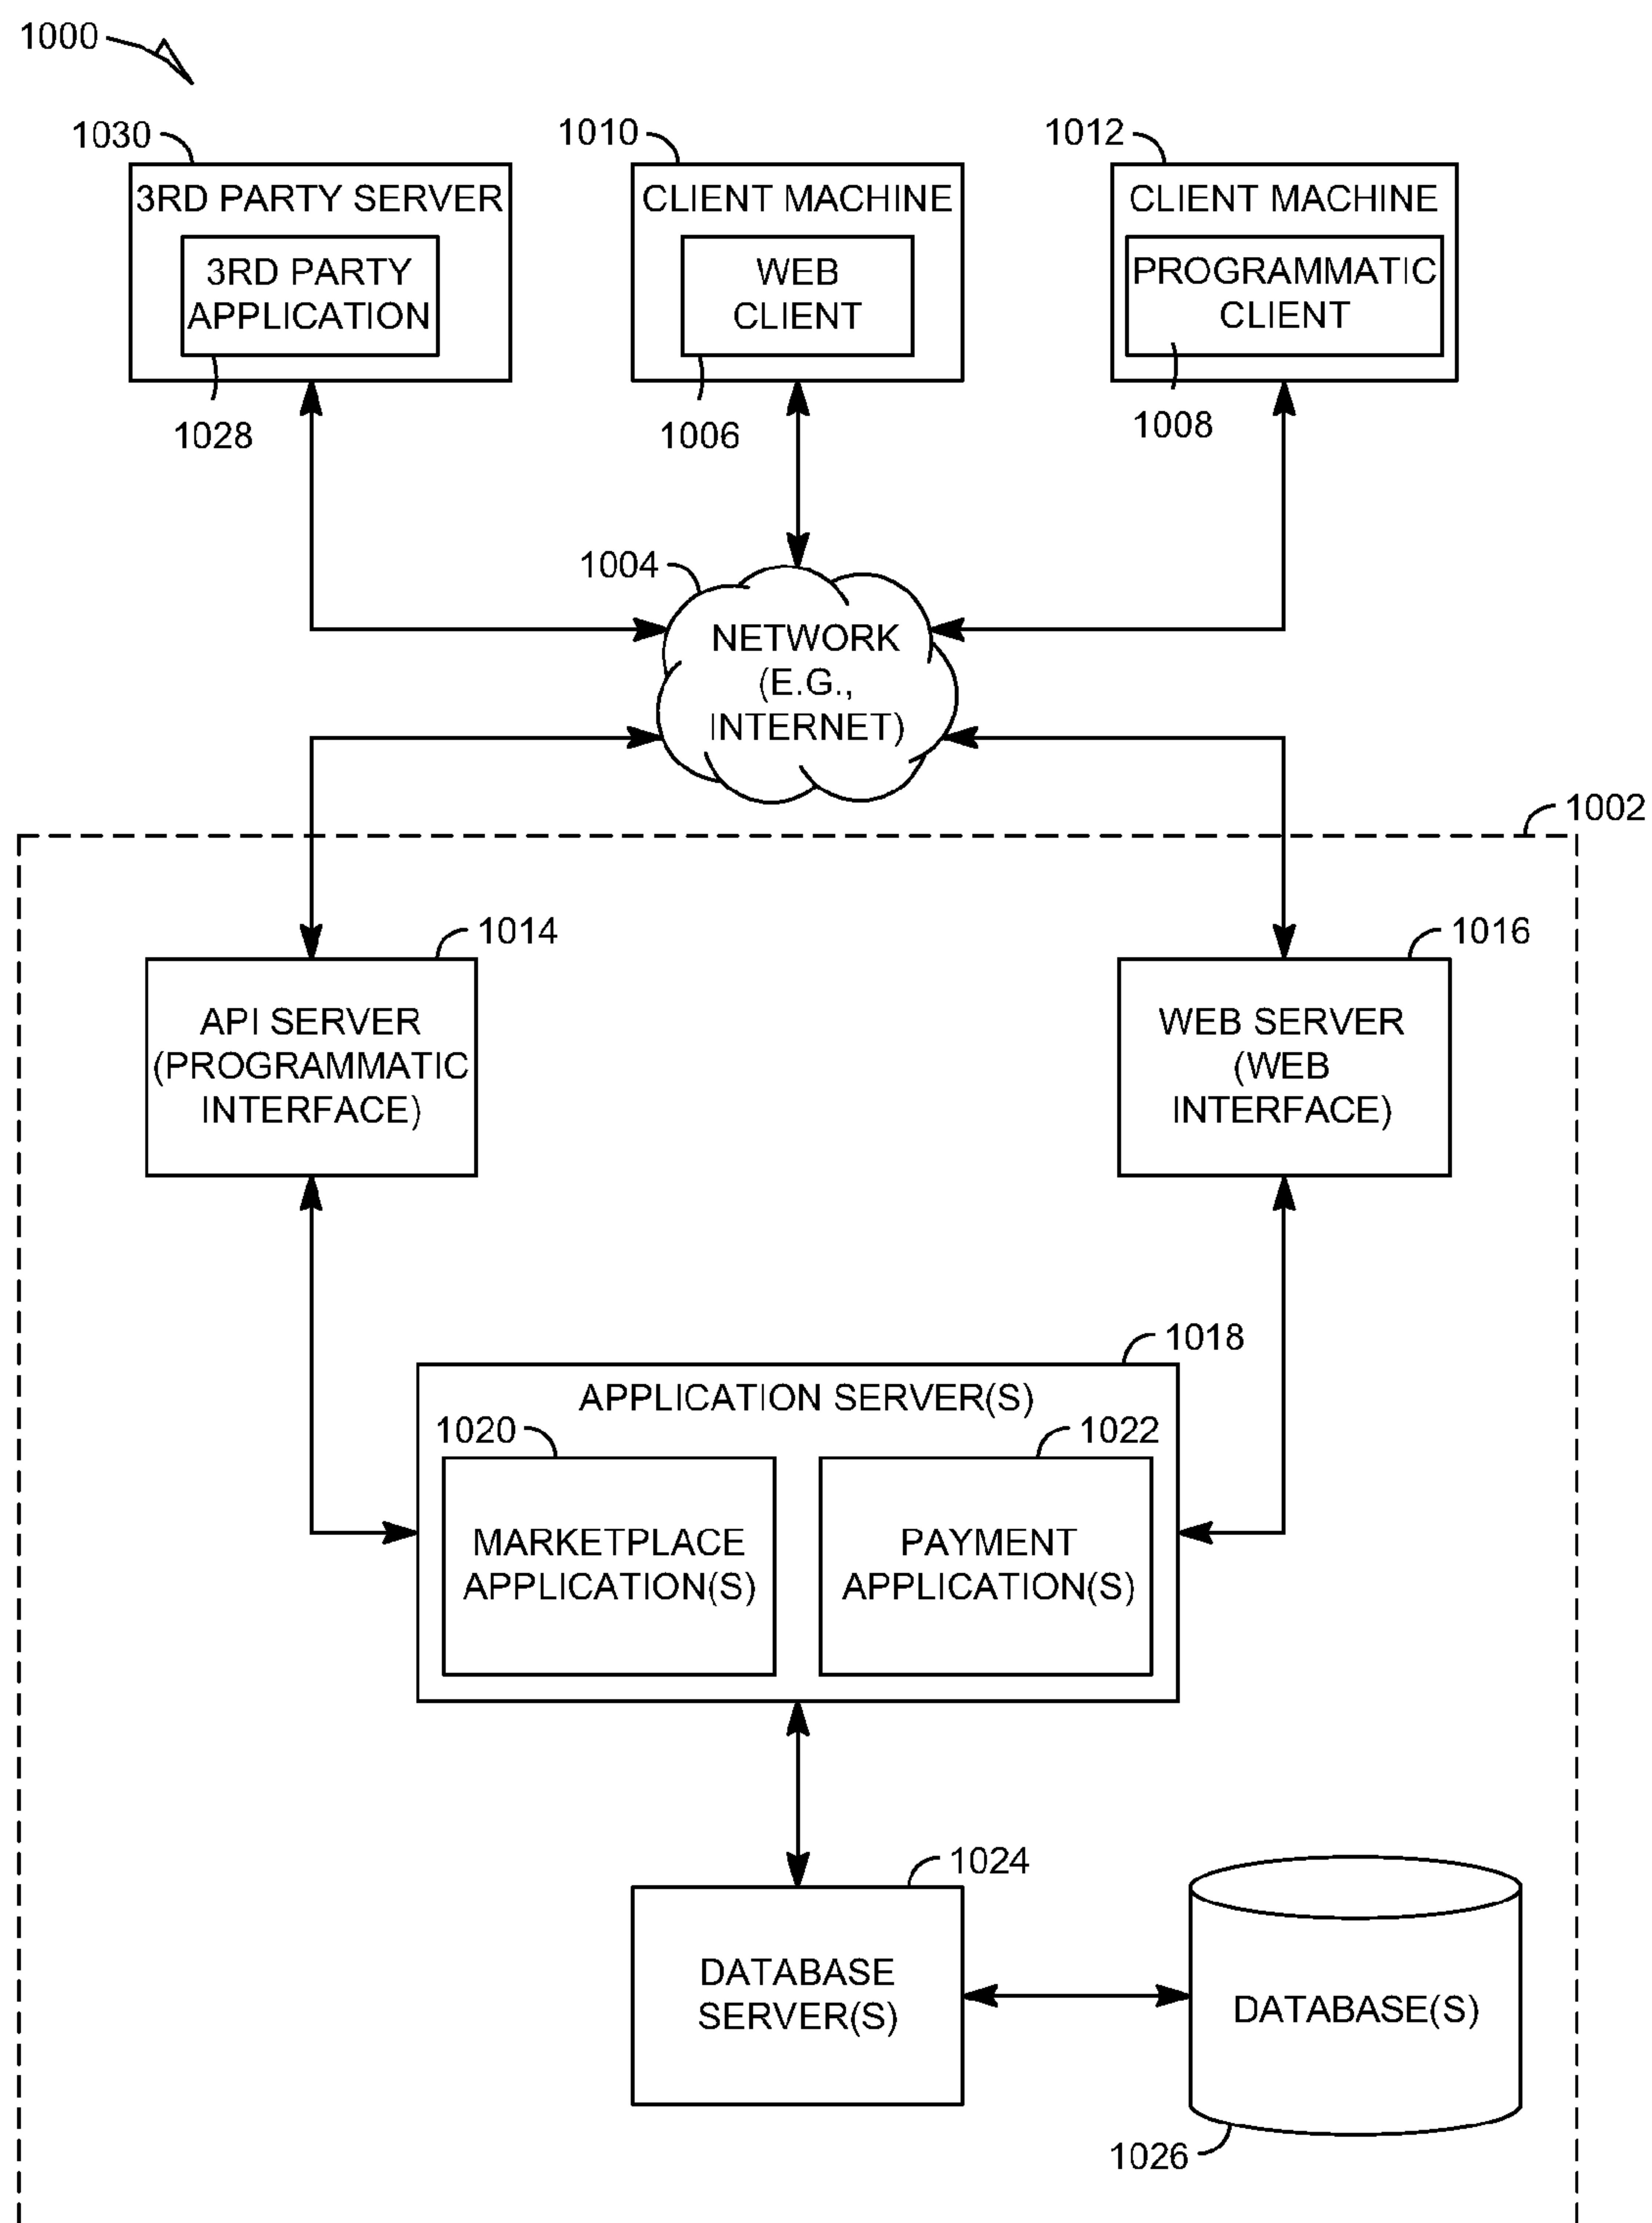 1000
1030
1010
1012
3RD PARTY SERVER
CLIENT MACHINE
CLIENT MACHINE
3RD PARTY
APPLICATION
WEB
CLIENT
PROGRAMMATIC
CLIENT
1028
1006
1008
1004
NETWORK
(E.G.,
INTERNET)
1002
1014
1016
API SERVER
(PROGRAMMATIC
INTERFACE)
WEB SERVER
(WEB
INTERFACE)
1018
APPLICATION SERVER(S)
1020
1022
MARKETPLACE
APPLICATION(S)
PAYMENT
APPLICATION(S)
1024
DATABASE
SERVER(S)
DATABASE(S)
1026